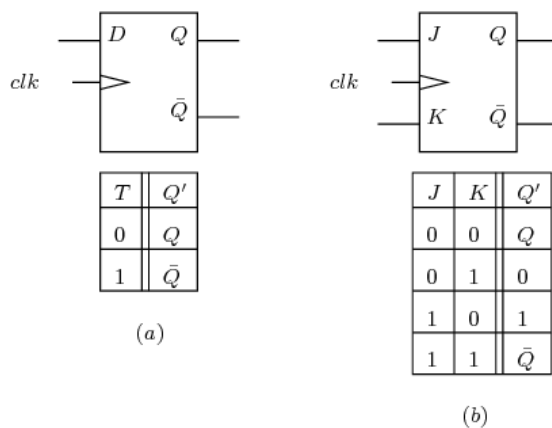 D Q J Q
clk clk
Q̄ K Q̄
T Q' J K Q'
0 Q 0 0 Q
1 Q̄ 0 1 0
1 0 1
(a)
1 1 Q̄
(b)